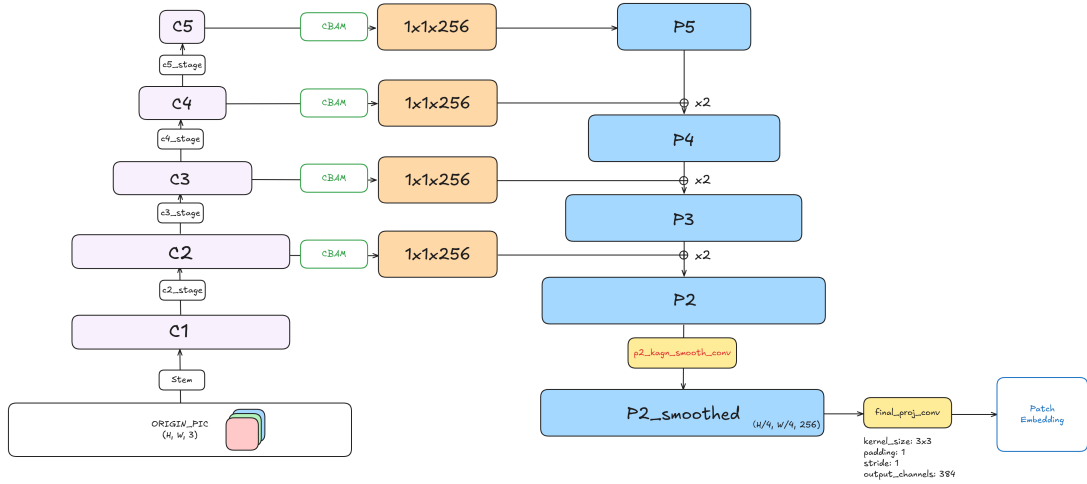 C5
CBAM
1x1x256
P5
c5_stage
C4
CBAM
1x1x256
x2
c4_stage
P4
C3
CBAM
1x1x256
x2
c3_stage
P3
C2
CBAM
1x1x256
x2
c2_stage
P2
C1
p2_kagn_smooth_conv
Stem
ORIGIN_PIC
(H, W, 3)
P2_smoothed
(H/4, W/4, 256)
final_proj_conv
kernel_size: 3x3
padding: 1
stride: 1
output_channels: 384
Patch
Embedding